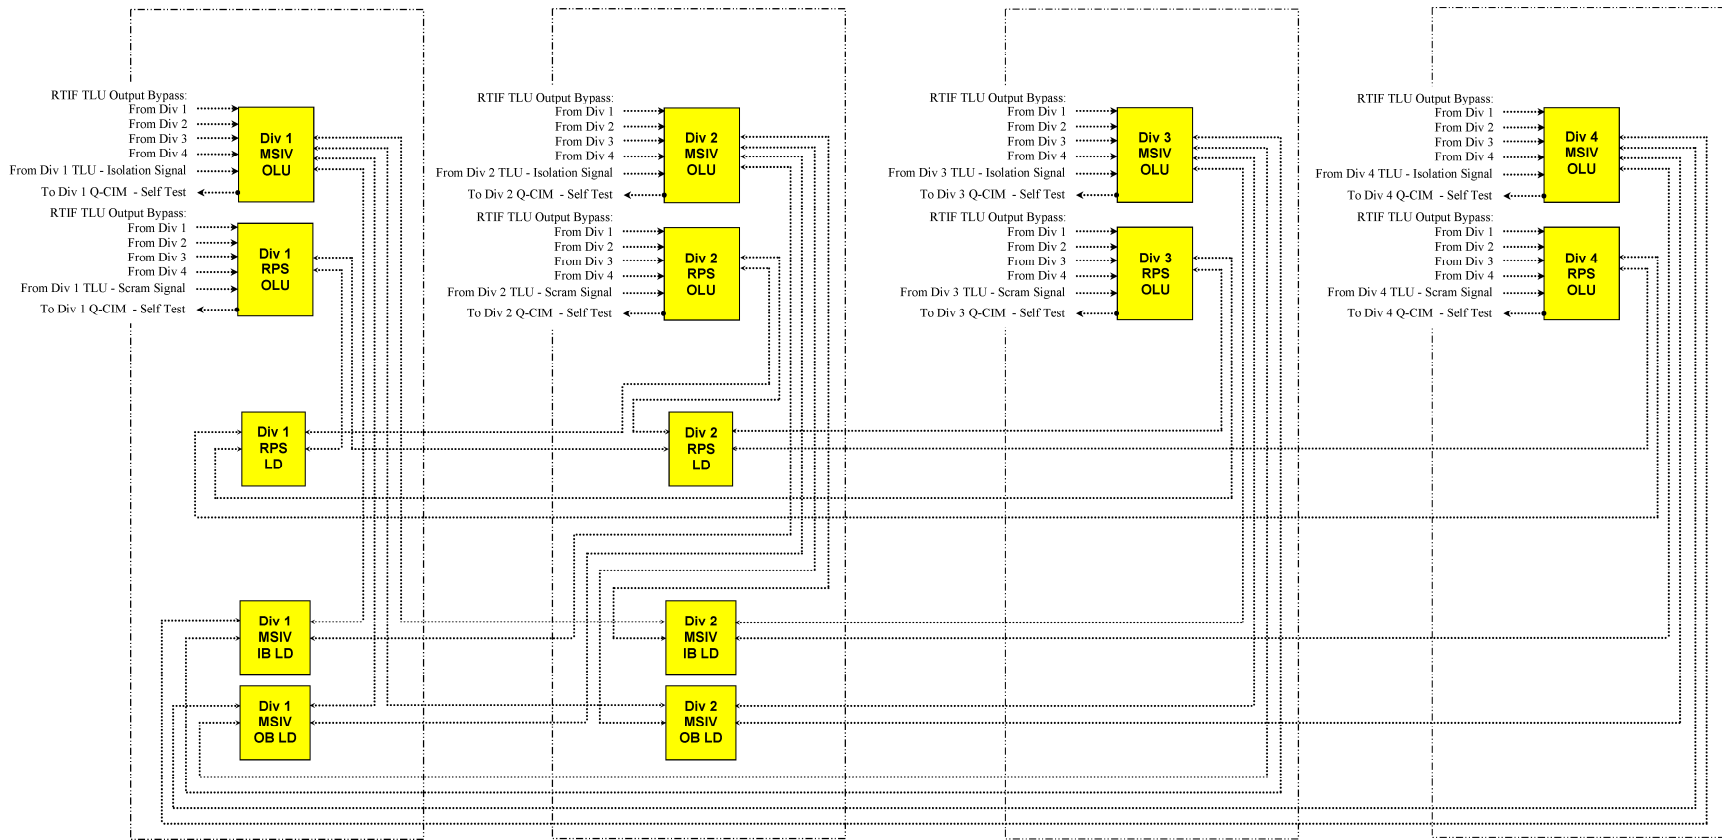 RTIF TLU Output Bypass:
From Div 1
From Div 2
From Div 3
From Div 4
From Div 1 TLU - Isolation Signal
To Div 1 Q-CIM - Self Test
Div 1
MSIV
OLU
RTIF TLU Output Bypass:
From Div 1
From Div 2
From Div 3
From Div 4
From Div 1 TLU - Scram Signal
To Div 1 Q-CIM - Self Test
Div 1
RPS
OLU
RTIF TLU Output Bypass:
From Div 1
From Div 2
From Div 3
From Div 4
From Div 2 TLU - Isolation Signal
To Div 2 Q-CIM - Self Test
Div 2
MSIV
OLU
RTIF TLU Output Bypass:
From Div 1
From Div 2
From Div 3
From Div 4
From Div 2 TLU - Scram Signal
To Div 2 Q-CIM - Self Test
Div 2
RPS
OLU
RTIF TLU Output Bypass:
From Div 1
From Div 2
From Div 3
From Div 4
From Div 3 TLU - Isolation Signal
To Div 3 Q-CIM - Self Test
Div 3
MSIV
OLU
RTIF TLU Output Bypass:
From Div 1
From Div 2
From Div 3
From Div 4
From Div 3 TLU - Scram Signal
To Div 3 Q-CIM - Self Test
Div 3
RPS
OLU
RTIF TLU Output Bypass:
From Div 1
From Div 2
From Div 3
From Div 4
From Div 4 TLU - Isolation Signal
To Div 4 Q-CIM - Self Test
Div 4
MSIV
OLU
RTIF TLU Output Bypass:
From Div 1
From Div 2
From Div 3
From Div 4
From Div 4 TLU - Scram Signal
To Div 4 Q-CIM - Self Test
Div 4
RPS
OLU
Div 1
RPS
LD
Div 2
RPS
LD
Div 1
MSIV
IB LD
Div 2
MSIV
IB LD
Div 1
MSIV
OB LD
Div 2
MSIV
OB LD